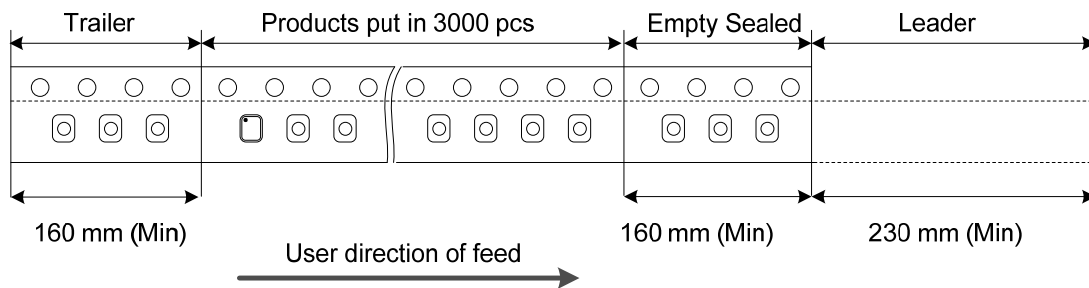 Trailer
Products put in 3000 pcs
Empty Sealed
Leader
160 mm (Min)
160 mm (Min)
230 mm (Min)
User direction of feed